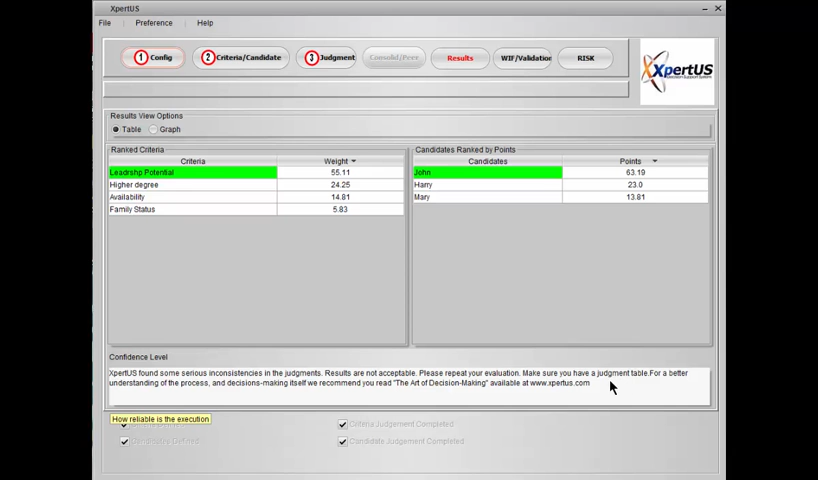 XpertUS
File Preference Help
1 Config
2 Criteria/Candidate
3 Judgment
Consolid/Peer
Results
WIF/Validation
RISK
XpertUS
Decision Support System
Results View Options
Table Graph
Ranked Criteria
Criteria Weight
Leadrshp Potential 55.11
Higher degree 24.25
Availability 14.81
Family Status 5.83
Candidates Ranked by Points
Candidates Points
John 63.19
Harry 23.0
Mary 13.81
Confidence Level
XpertUS found some serious inconsistencies in the judgments. Results are not acceptable. Please repeat your evaluation. Make sure you have a judgment table.For a better
understanding of the process, and decisions-making itself we recommend you read "The Art of Decision-Making" available at www.xpertus.com
How reliable is the execution
Criteria Judgement Completed
Candidates Defined
Candidate Judgement Completed